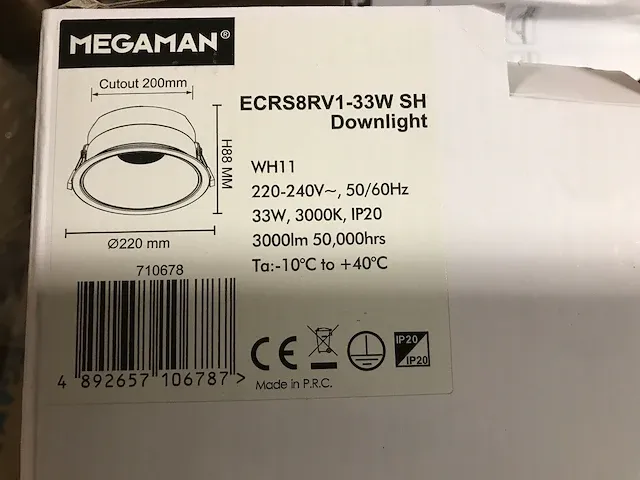 MEGAMAN®
Cutout 200mm
H88 MM
Ø220 mm
ECRS8RV1-33W SH
Downlight
WH11
220-240V~, 50/60Hz
33W, 3000K, IP20
3000lm 50,000hrs
Ta:-10°C to +40°C
710678
4 892657 106787 >
CE
IP20
IP20
Made in P.R.C.